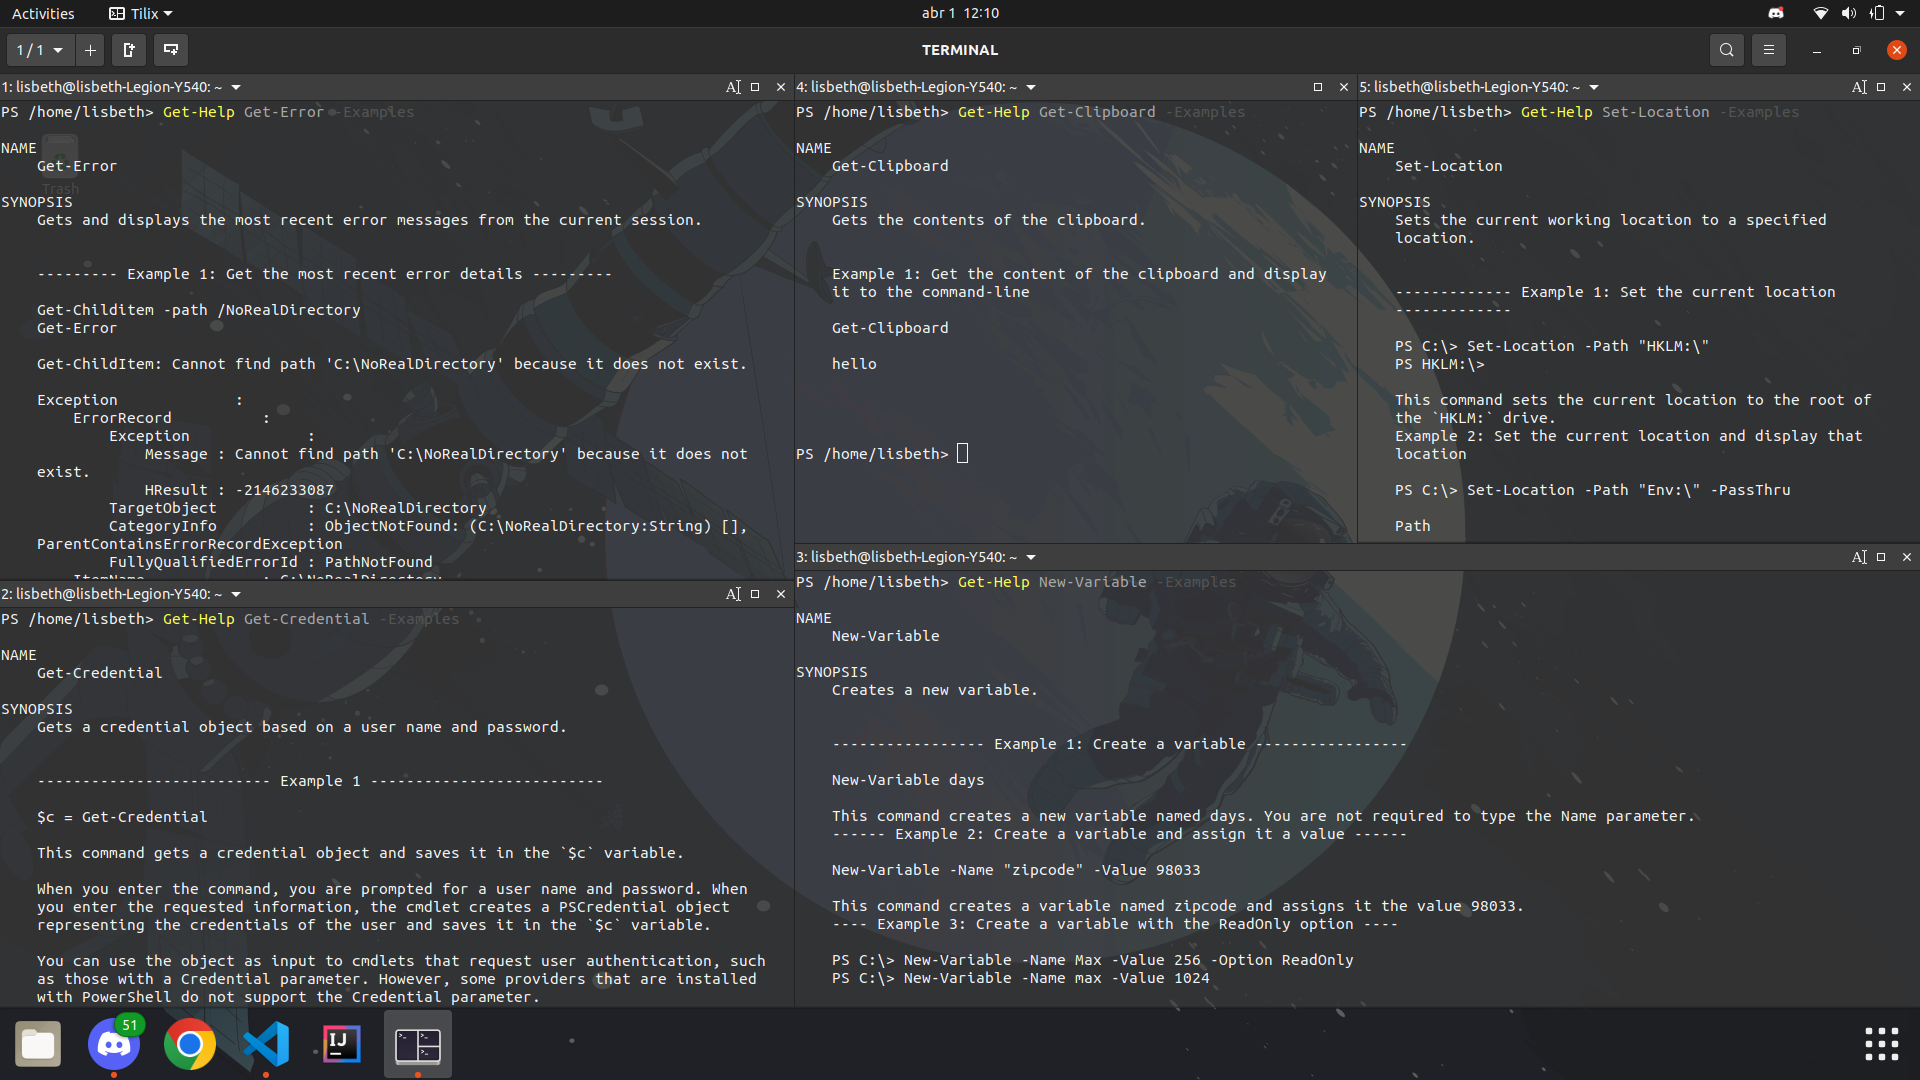 Activities
Tilix
abr 1 12:10
1 / 1
TERMINAL
1: lisbeth@lisbeth-Legion-Y540: ~
PS /home/lisbeth> Get-Help Get-Error -Examples
NAME
Get-Error
Trash
SYNOPSIS
Gets and displays the most recent error messages from the current session.
--------- Example 1: Get the most recent error details ---------
Get-Childitem -path /NoRealDirectory
Get-Error
Get-ChildItem: Cannot find path 'C:\NoRealDirectory' because it does not exist.
Exception             :
ErrorRecord          :
Exception             :
Message : Cannot find path 'C:\NoRealDirectory' because it does not
exist.
HResult : -2146233087
TargetObject          : C:\NoRealDirectory
CategoryInfo          : ObjectNotFound: (C:\NoRealDirectory:String) [],
ParentContainsErrorRecordException
FullyQualifiedErrorId : PathNotFound
ItemName             : C:\NoRealDirectory
2: lisbeth@lisbeth-Legion-Y540: ~
PS /home/lisbeth> Get-Help Get-Credential -Examples
NAME
Get-Credential
SYNOPSIS
Gets a credential object based on a user name and password.
-------------------------- Example 1 --------------------------
$c = Get-Credential
This command gets a credential object and saves it in the `$c` variable.
When you enter the command, you are prompted for a user name and password. When
you enter the requested information, the cmdlet creates a PSCredential object
representing the credentials of the user and saves it in the `$c` variable.
You can use the object as input to cmdlets that request user authentication, such
as those with a Credential parameter. However, some providers that are installed
with PowerShell do not support the Credential parameter.
4: lisbeth@lisbeth-Legion-Y540: ~
PS /home/lisbeth> Get-Help Get-Clipboard -Examples
NAME
Get-Clipboard
SYNOPSIS
Gets the contents of the clipboard.
Example 1: Get the content of the clipboard and display
it to the command-line
Get-Clipboard
hello
PS /home/lisbeth>
5: lisbeth@lisbeth-Legion-Y540: ~
PS /home/lisbeth> Get-Help Set-Location -Examples
NAME
Set-Location
SYNOPSIS
Sets the current working location to a specified
location.
------------- Example 1: Set the current location
-------------
PS C:\> Set-Location -Path "HKLM:\"
PS HKLM:\>
This command sets the current location to the root of
the `HKLM:` drive.
Example 2: Set the current location and display that
location
PS C:\> Set-Location -Path "Env:\" -PassThru
Path
3: lisbeth@lisbeth-Legion-Y540: ~
PS /home/lisbeth> Get-Help New-Variable -Examples
NAME
New-Variable
SYNOPSIS
Creates a new variable.
----------------- Example 1: Create a variable -----------------
New-Variable days
This command creates a new variable named days. You are not required to type the Name parameter.
------ Example 2: Create a variable and assign it a value ------
New-Variable -Name "zipcode" -Value 98033
This command creates a variable named zipcode and assigns it the value 98033.
---- Example 3: Create a variable with the ReadOnly option ----
PS C:\> New-Variable -Name Max -Value 256 -Option ReadOnly
PS C:\> New-Variable -Name max -Value 1024
51
IJ